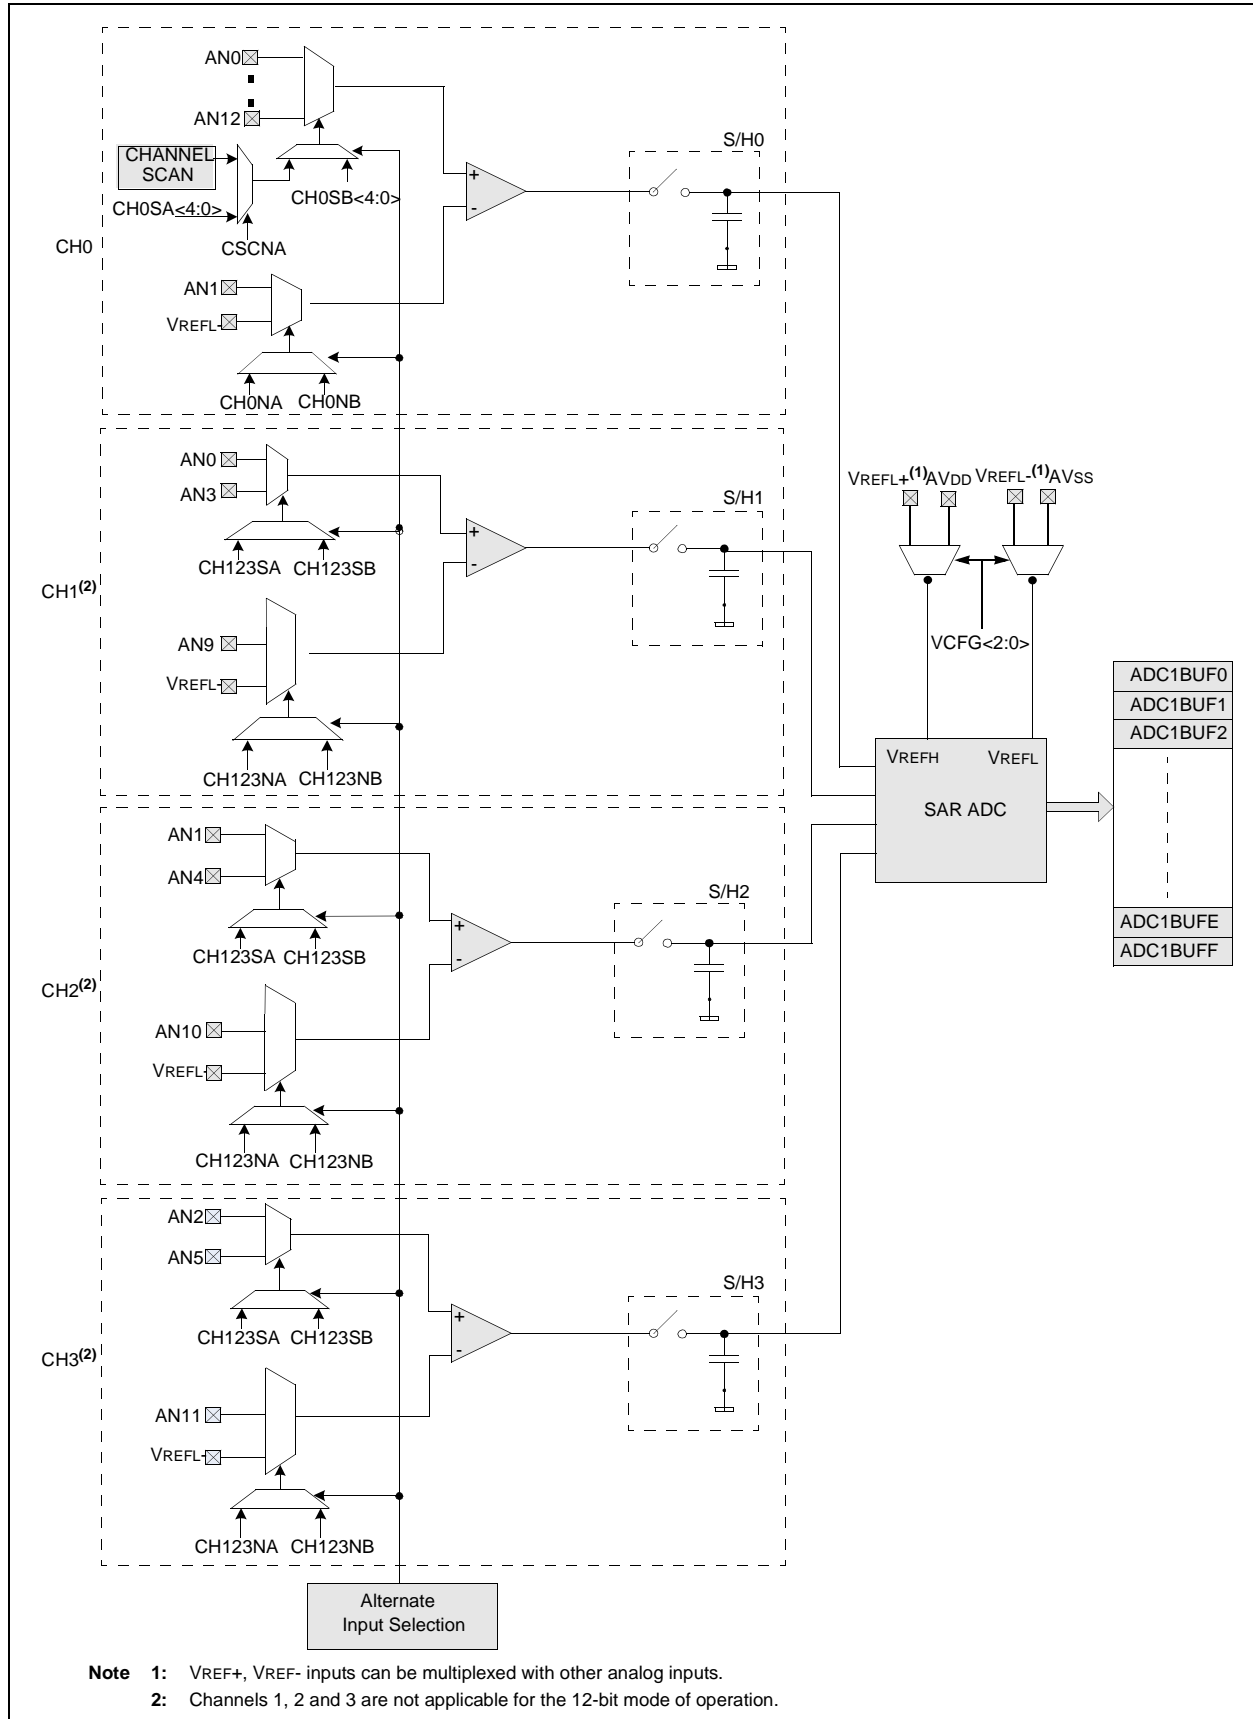 AN0
AN12
CHANNEL
SCAN
CH0SA<4:0>
CH0SB<4:0>
CSCNA
CH0
AN1
VREFL-
CH0NA
CH0NB
+
-
S/H0
AN0
AN3
CH123SA
CH123SB
CH1(2)
AN9
VREFL-
CH123NA
CH123NB
+
-
S/H1
VREFL+(1)
AVDD
VREFL-(1)
AVSS
VCFG<2:0>
VREFH
VREFL
SAR ADC
ADC1BUF0
ADC1BUF1
ADC1BUF2
ADC1BUFE
ADC1BUFF
AN1
AN4
CH123SA
CH123SB
CH2(2)
AN10
VREFL-
CH123NA
CH123NB
+
-
S/H2
AN2
AN5
CH123SA
CH123SB
CH3(2)
AN11
VREFL-
CH123NA
CH123NB
+
-
S/H3
Alternate
Input Selection
Note 1: VREF+, VREF- inputs can be multiplexed with other analog inputs.
2: Channels 1, 2 and 3 are not applicable for the 12-bit mode of operation.